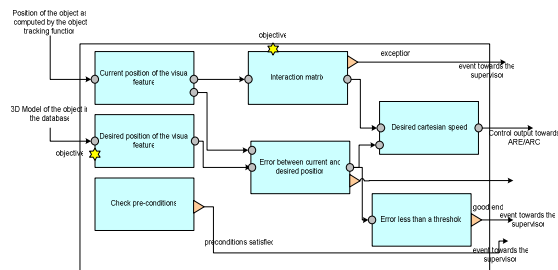 Position of the object as
computed by the object
tracking function
objective
exception
Current position of the visual
feature
Interaction matrix
event towards the
supervisor
3D Model of the object in
the database
Desired position of the visual
feature
objective
Desired cartesian speed
Control output towards
ARE/ARC
Error between current and
desired position
Check pre-conditions
Error less than a threshold
good end
event towards the
supervisor
preconditions satisfied
event towards the
supervisor